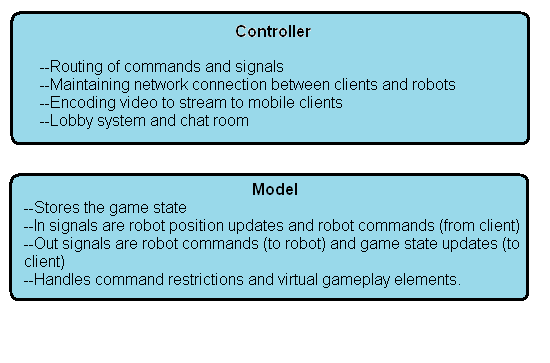 Controller
--Routing of commands and signals
--Maintaining network connection between clients and robots
--Encoding video to stream to mobile clients
--Lobby system and chat room
Model
--Stores the game state
--In signals are robot position updates and robot commands (from client)
--Out signals are robot commands (to robot) and game state updates (to
client)
--Handles command restrictions and virtual gameplay elements.